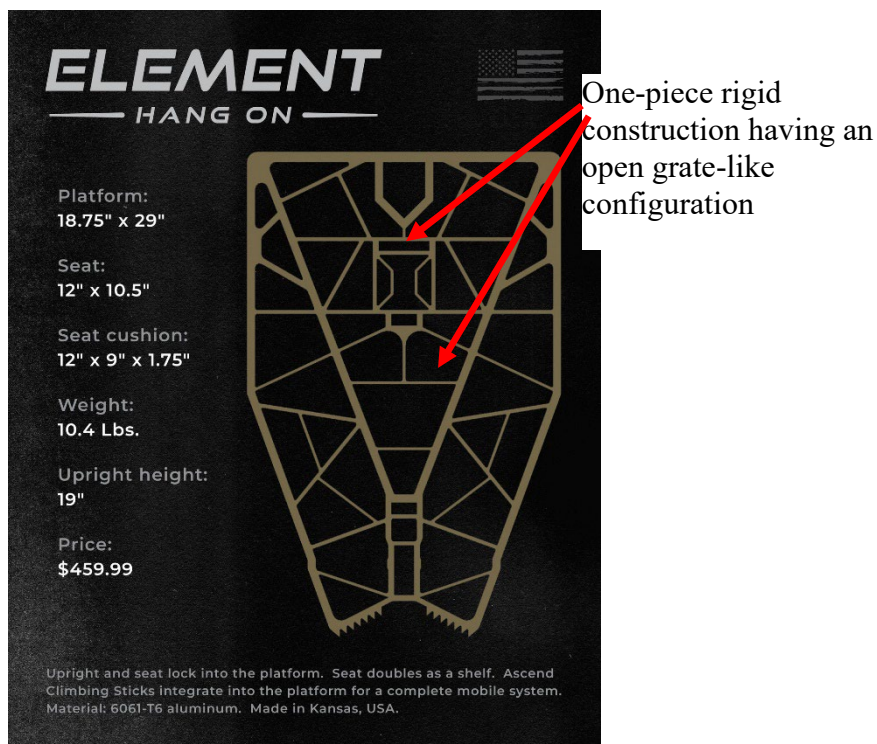 ELEMENT
HANG ON
One-piece rigid
construction having an
open grate-like
configuration
Platform:
18.75" x 29"
Seat:
12" x 10.5"
Seat cushion:
12" x 9" x 1.75"
Weight:
10.4 Lbs.
Upright height:
19"
Price:
$459.99
Upright and seat lock into the platform.  Seat doubles as a shelf.  Ascend
Climbing Sticks integrate into the platform for a complete mobile system.
Material: 6061-T6 aluminum.  Made in Kansas, USA.